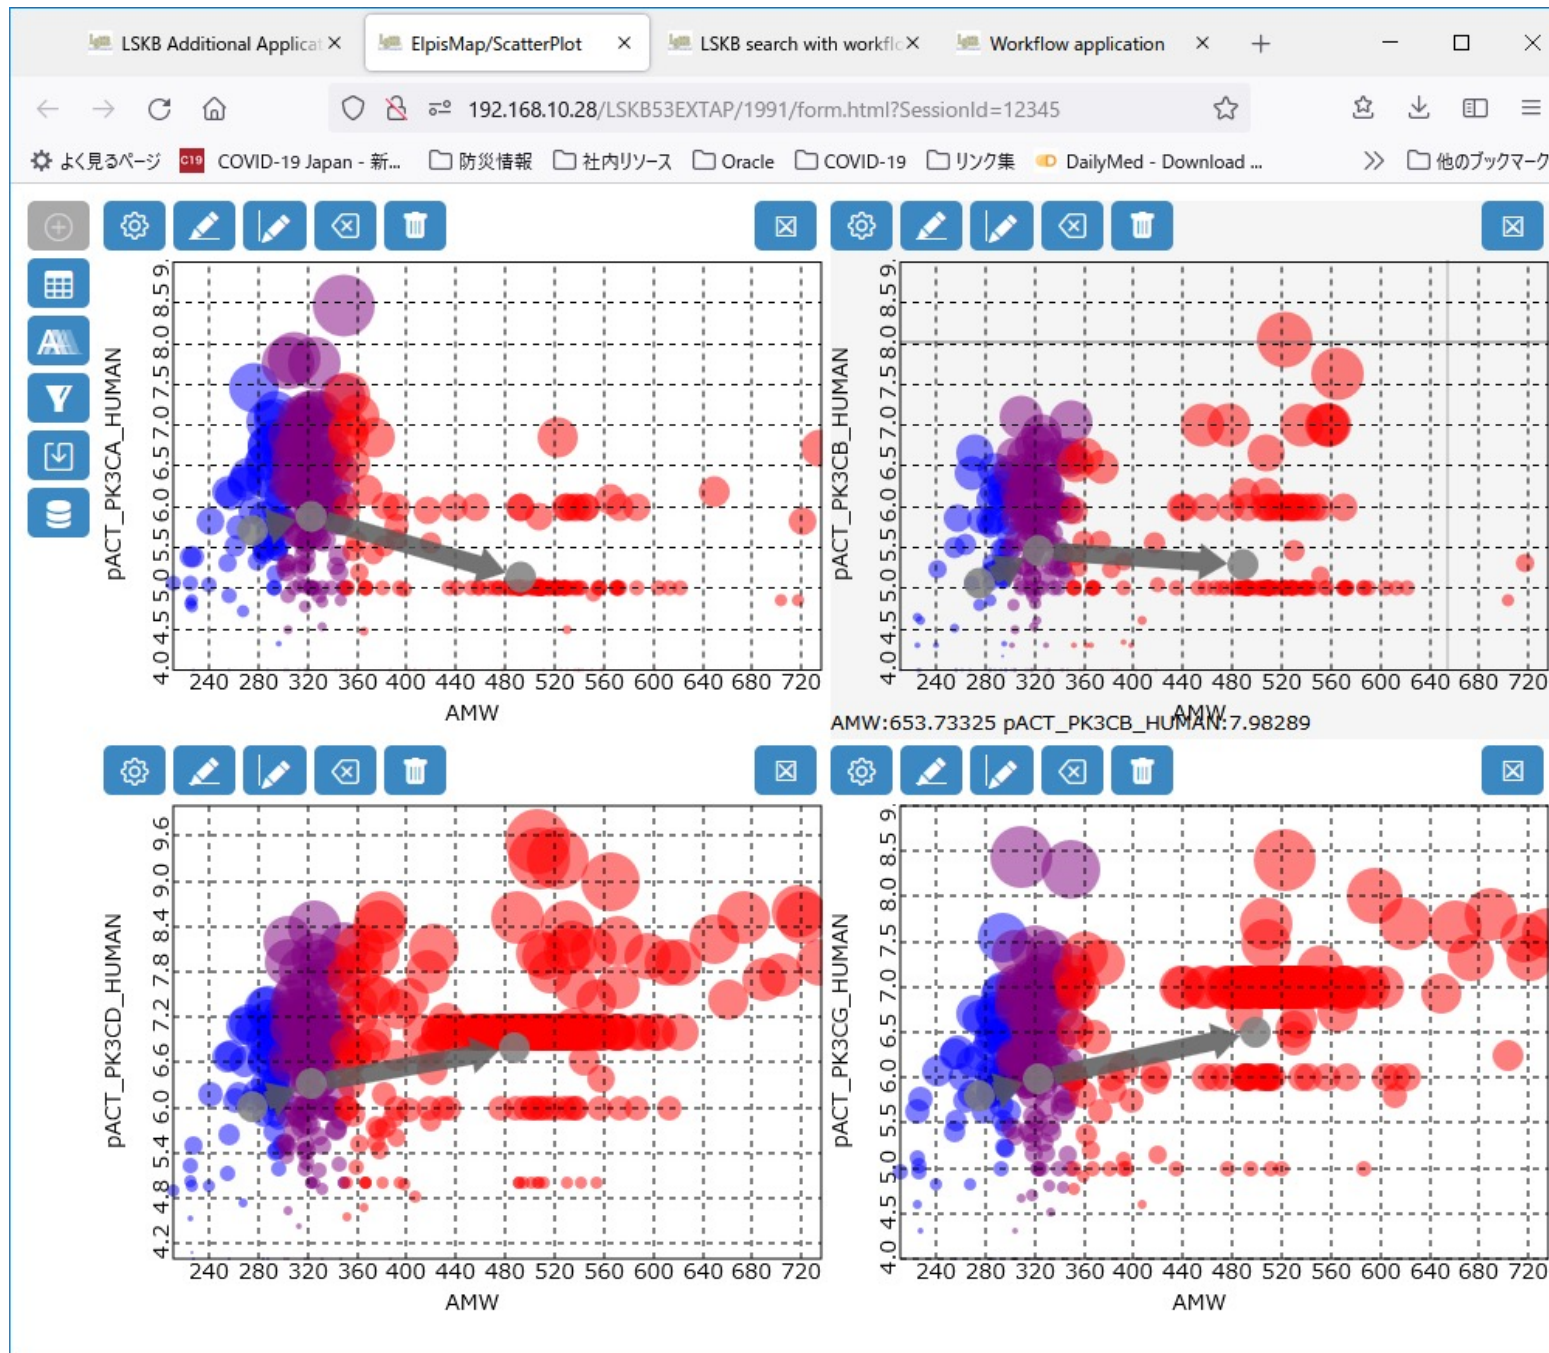 LSKB Additional Applicat
ElpisMap/ScatterPlot
LSKB search with workflo
Workflow application
192.168.10.28/LSKB53EXTAP/1991/form.html?SessionId=12345
よく見るページ C19 COVID-19 Japan - 新... 防災情報 社内リソース Oracle COVID-19 リンク集 DailyMed - Download ... 他のブックマーク
pACT_PK3CA_HUMAN
9. 8.5 8.0 7.5 7.0 6.5 6.0 5.5 5.0 4.5 4.0
240 280 320 360 400 440 480 520 560 600 640 680 720
AMW
pACT_PK3CB_HUMAN
9. 8.5 8.0 7.5 7.0 6.5 6.0 5.5 5.0 4.5 4.0
240 280 320 360 400 440 480 520 560 600 640 680 720
AMW
AMW:653.73325 pACT_PK3CB_HUMAN:7.98289
pACT_PK3CD_HUMAN
9.6 9.0 8.4 7.8 7.2 6.6 6.0 5.4 4.8 4.2
240 280 320 360 400 440 480 520 560 600 640 680 720
AMW
pACT_PK3CG_HUMAN
9. 8.5 8.0 7.5 7.0 6.5 6.0 5.5 5.0 4.5 4.0
240 280 320 360 400 440 480 520 560 600 640 680 720
AMW